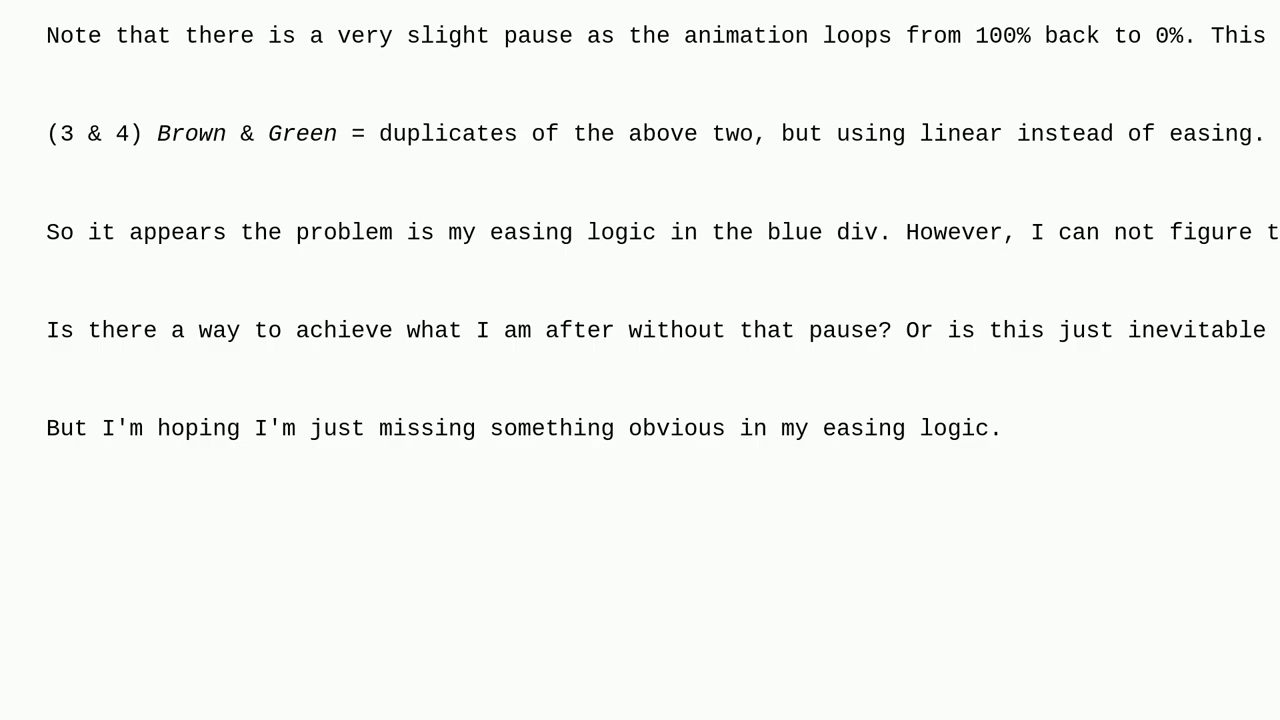 Note that there is a very slight pause as the animation loops from 100% back to 0%. This
(3 & 4) Brown & Green = duplicates of the above two, but using linear instead of easing.
So it appears the problem is my easing logic in the blue div. However, I can not figure
Is there a way to achieve what I am after without that pause? Or is this just inevitable
But I'm hoping I'm just missing something obvious in my easing logic.